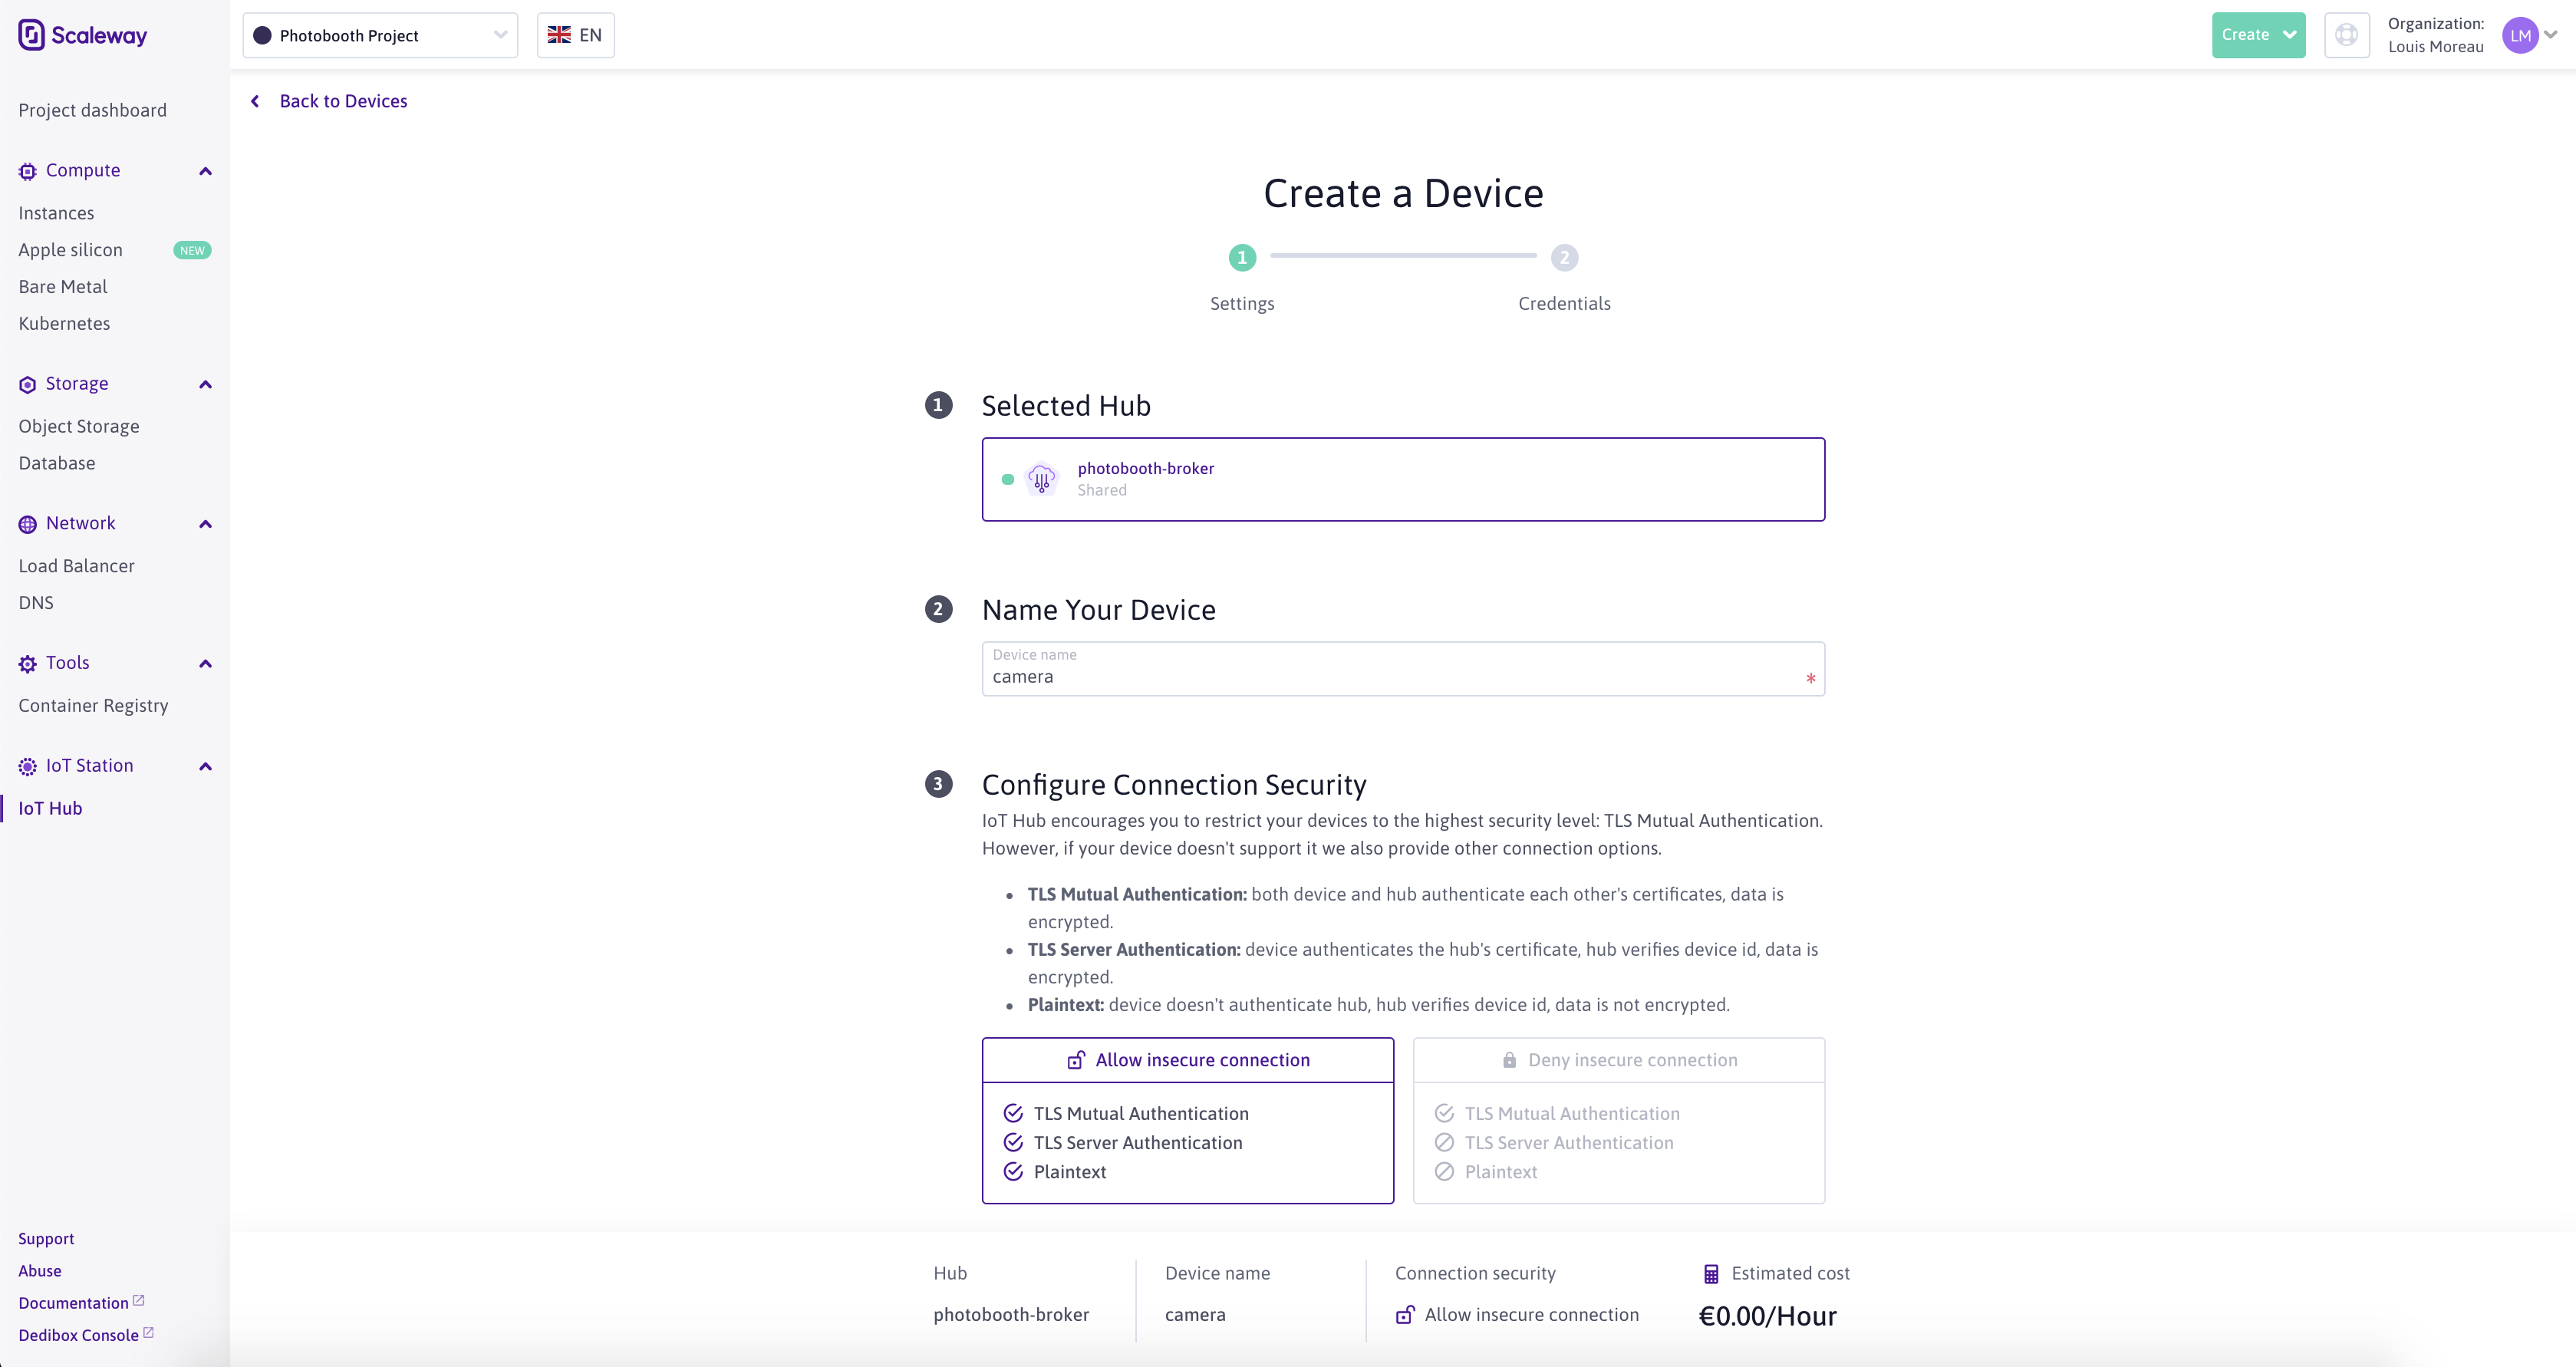 Scaleway
Photobooth Project
EN
Create
Organization:
Louis Moreau
LM
Project dashboard
Compute
Instances
Apple silicon NEW
Bare Metal
Kubernetes
Storage
Object Storage
Database
Network
Load Balancer
DNS
Tools
Container Registry
IoT Station
IoT Hub
Support
Abuse
Documentation
Dedibox Console
Back to Devices
Create a Device
1 2
Settings Credentials
1 Selected Hub
photobooth-broker
Shared
2 Name Your Device
Device name
camera *
3 Configure Connection Security
IoT Hub encourages you to restrict your devices to the highest security level: TLS Mutual Authentication.
However, if your device doesn't support it we also provide other connection options.
• TLS Mutual Authentication: both device and hub authenticate each other's certificates, data is
encrypted.
• TLS Server Authentication: device authenticates the hub's certificate, hub verifies device id, data is
encrypted.
• Plaintext: device doesn't authenticate hub, hub verifies device id, data is not encrypted.
Allow insecure connection
TLS Mutual Authentication
TLS Server Authentication
Plaintext
Deny insecure connection
TLS Mutual Authentication
TLS Server Authentication
Plaintext
Hub
photobooth-broker
Device name
camera
Connection security
Allow insecure connection
Estimated cost
€0.00/Hour